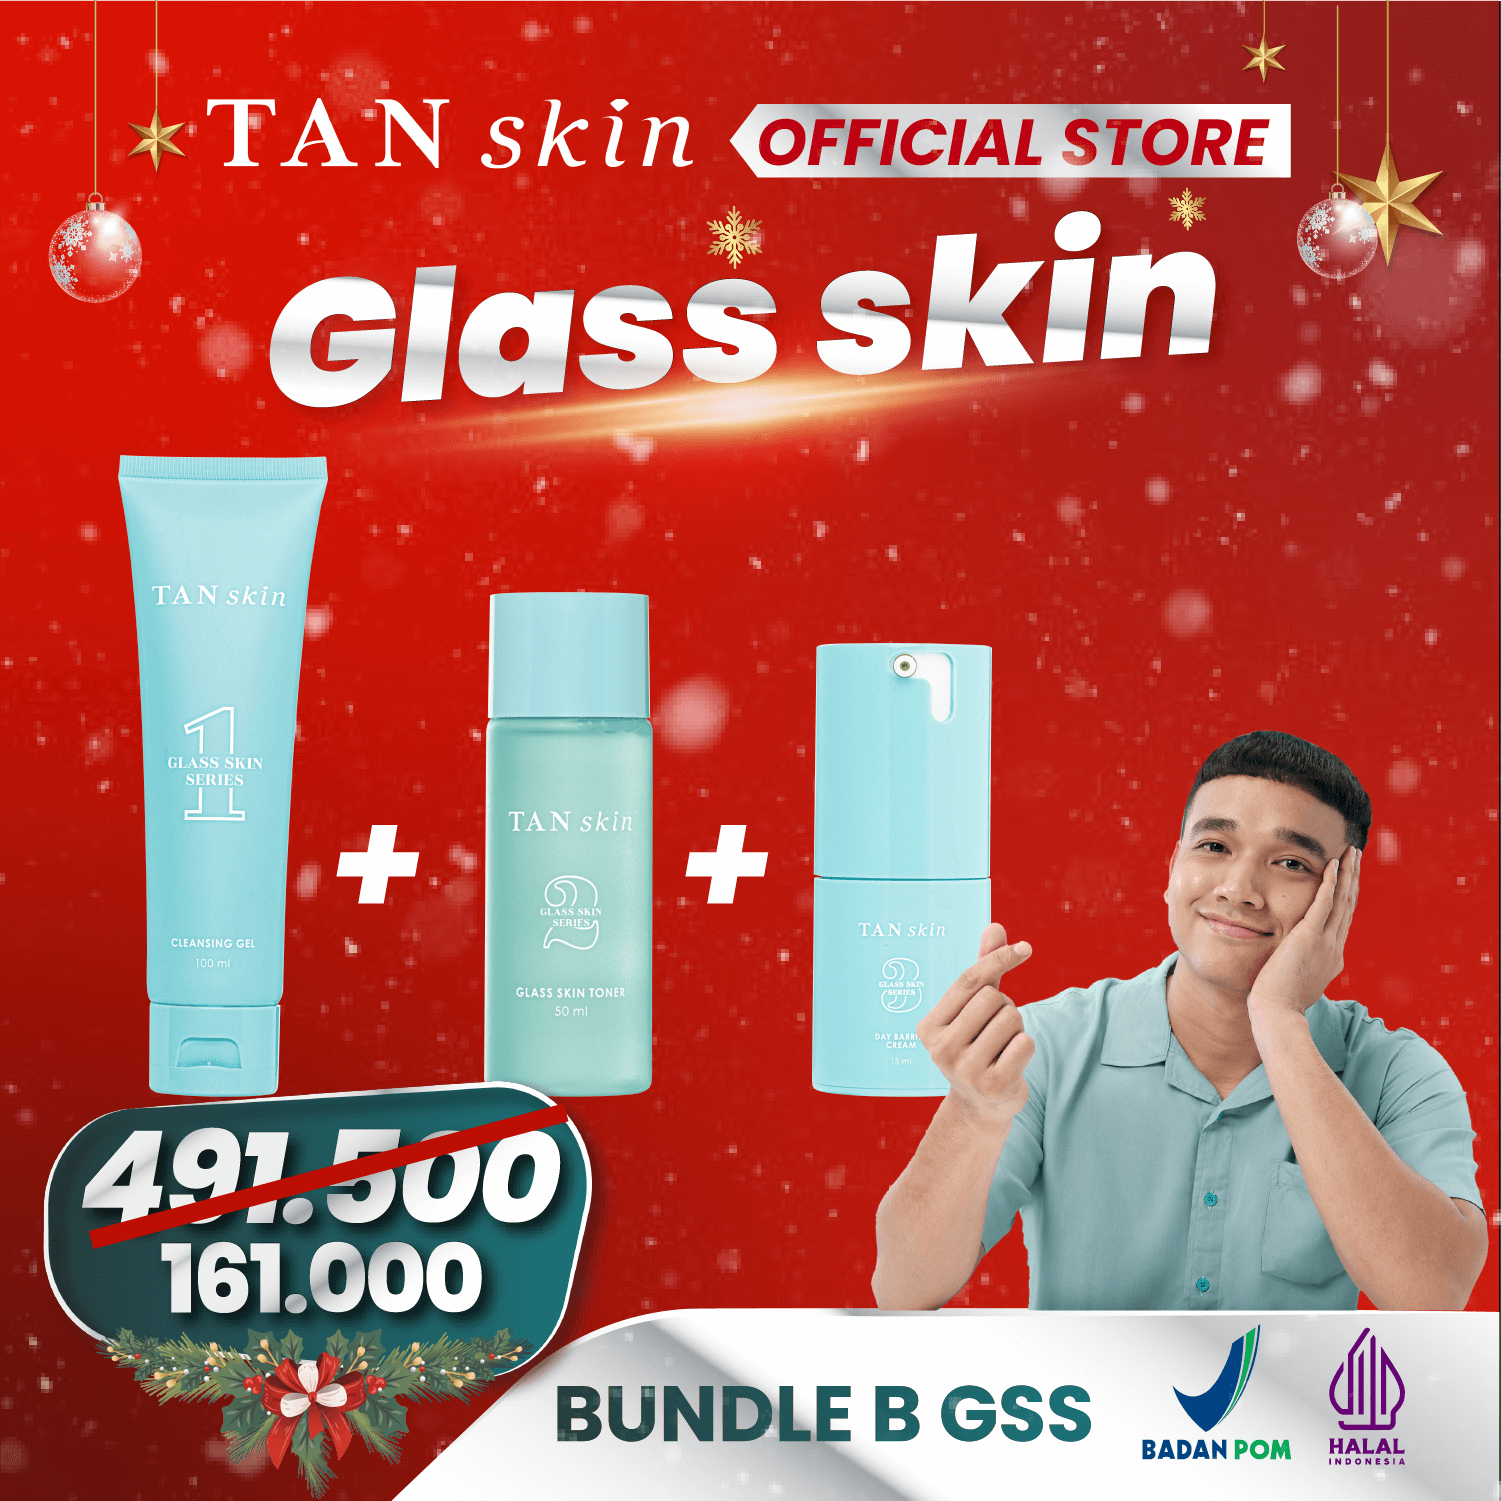 TAN skin OFFICIAL STORE
Glass skin
TAN skin
1
GLASS SKIN
SERIES
CLEANSING GEL
100 ml
+
TAN skin
2
GLASS SKIN
SERIES
GLASS SKIN TONER
50 ml
+
TAN skin
3
GLASS SKIN
SERIES
DAY
CREAM
15 ml
491.500
161.000
BUNDLE B GSS
BADAN POM
HALAL
INDONESIA